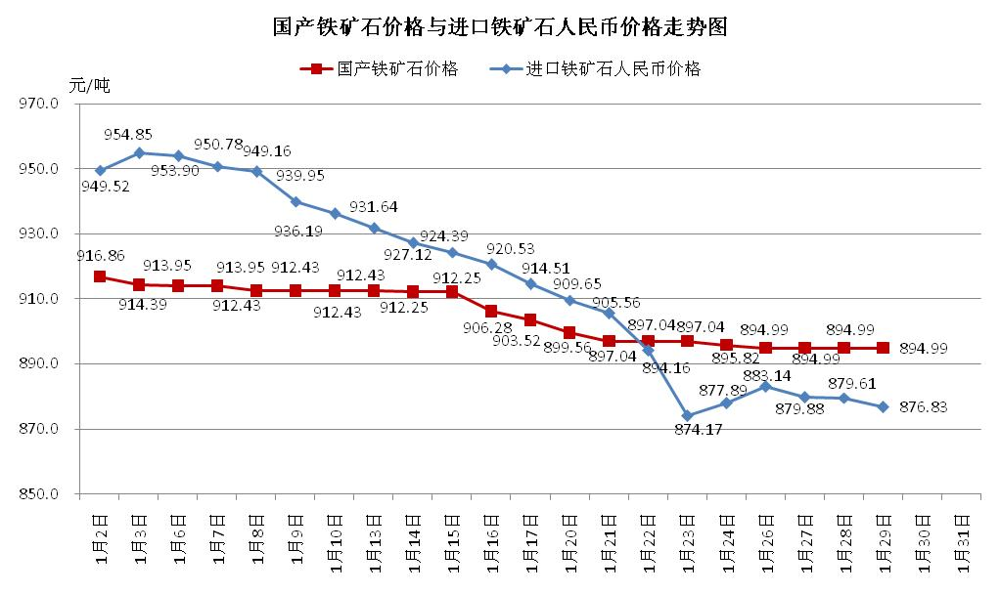 国产铁矿石价格与进口铁矿石人民币价格走势图
国产铁矿石价格 进口铁矿石人民币价格
元/吨
970.0
950.0
930.0
910.0
890.0
870.0
850.0
949.52 954.85 953.90 950.78 949.16 939.95 936.19 931.64 927.12 924.39 920.53 914.51 909.65 905.56 894.16 874.17 877.89 883.14 879.88 879.61 876.83
916.86 914.39 913.95 913.95 912.43 912.43 912.43 912.43 912.25 912.25 906.28 903.52 899.56 897.04 897.04 897.04 895.82 894.99 894.99 894.99 894.99
1月2日 1月3日 1月6日 1月7日 1月8日 1月9日 1月10日 1月13日 1月14日 1月15日 1月16日 1月17日 1月20日 1月21日 1月22日 1月23日 1月24日 1月26日 1月27日 1月28日 1月29日 1月30日 1月31日